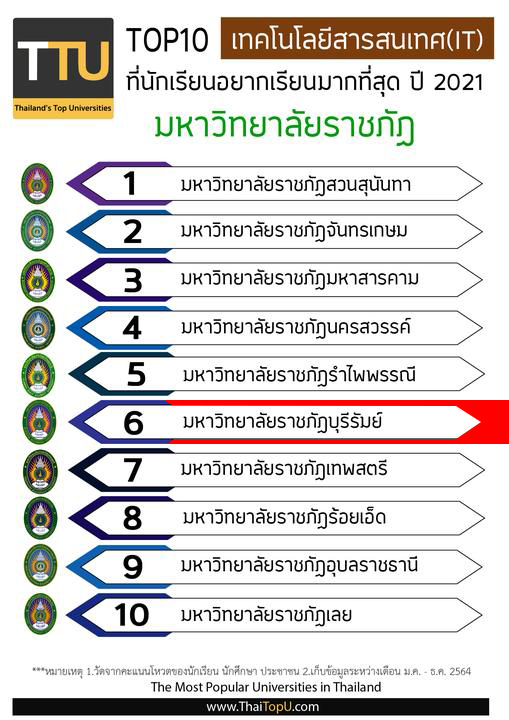 TTU
Thailand's Top Universities
TOP10 เทคโนโลยีสารสนเทศ(IT)
ที่นักเรียนอยากเรียนมากที่สุด ปี 2021
มหาวิทยาลัยราชภัฏ
1 มหาวิทยาลัยราชภัฏสวนสุนันทา
2 มหาวิทยาลัยราชภัฏจันทรเกษม
3 มหาวิทยาลัยราชภัฏมหาสารคาม
4 มหาวิทยาลัยราชภัฏนครสวรรค์
5 มหาวิทยาลัยราชภัฏรำไพพรรณี
6 มหาวิทยาลัยราชภัฏบุรีรัมย์
7 มหาวิทยาลัยราชภัฏเทพสตรี
8 มหาวิทยาลัยราชภัฏร้อยเอ็ด
9 มหาวิทยาลัยราชภัฏอุบลราชธานี
10 มหาวิทยาลัยราชภัฏเลย
***หมายเหตุ 1.วัดจากคะแนนโหวตของนักเรียน นักศึกษา ประชาชน 2.เก็บข้อมูลระหว่างเดือน ม.ค. - ธ.ค. 2564
The Most Popular Universities in Thailand
www.ThaiTopU.com